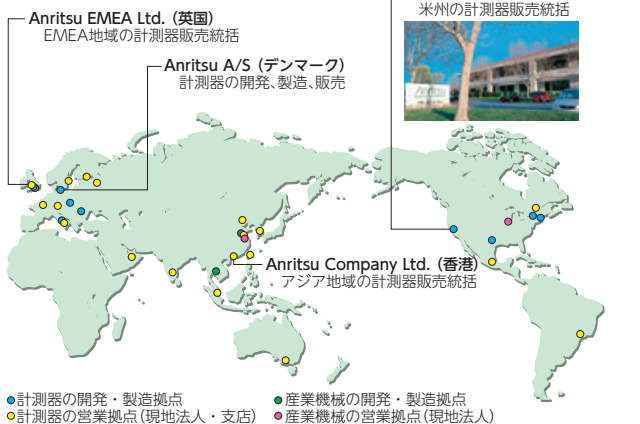 米州の計測器販売統括
Anritsu EMEA Ltd.（英国）
EMEA地域の計測器販売統括
Anritsu A/S（デンマーク）
計測器の開発、製造、販売
Anritsu
Anritsu Company Ltd.（香港）
アジア地域の計測器販売統括
●計測器の開発・製造拠点
●計測器の営業拠点（現地法人・支店）
●産業機械の開発・製造拠点
●産業機械の営業拠点（現地法人）